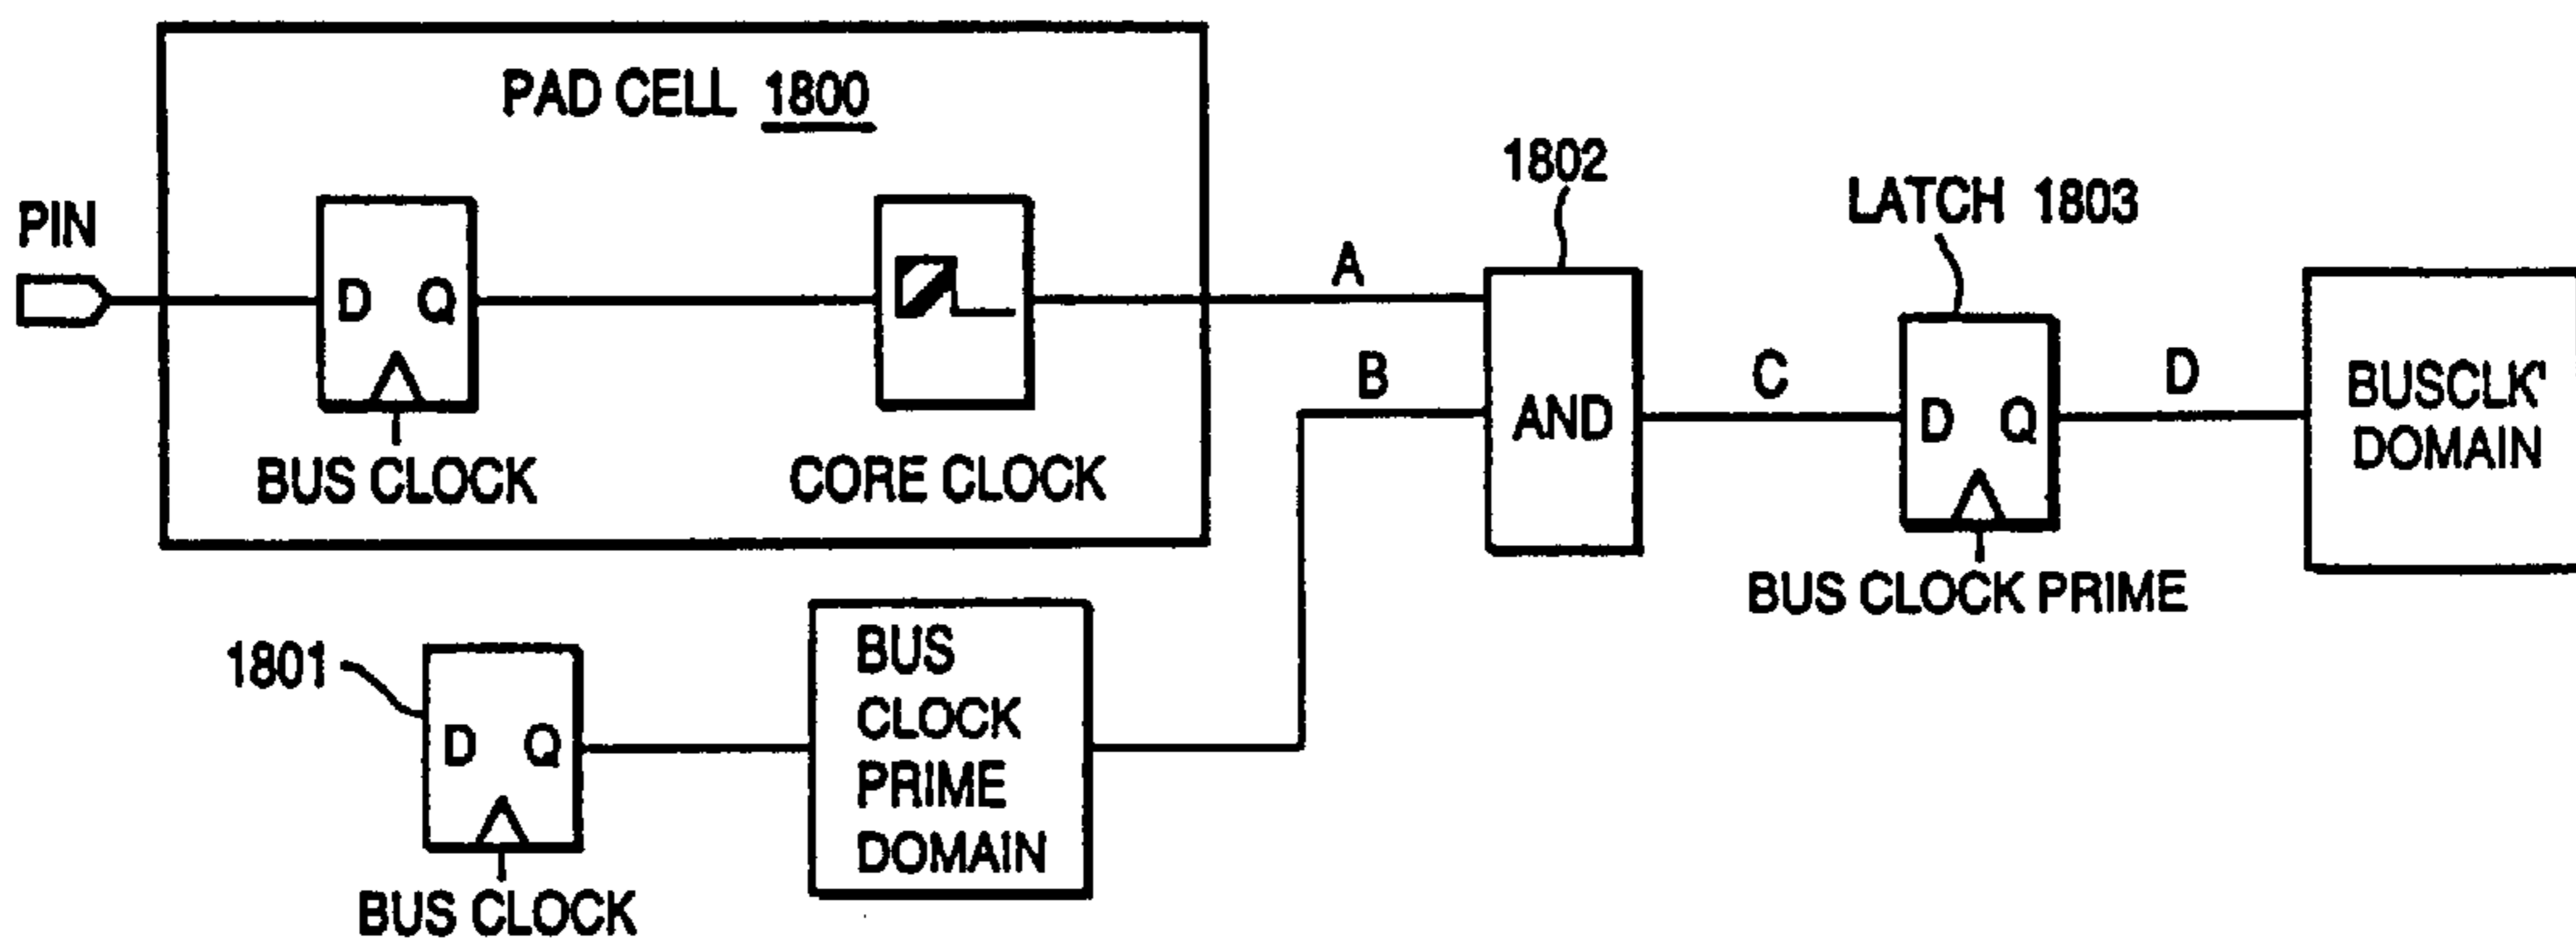 PAD CELL 1800
PIN
D Q
BUS CLOCK
CORE CLOCK
A
B
1802
AND
C
LATCH 1803
D Q
BUS CLOCK PRIME
D
BUSCLK'
DOMAIN
1801
D Q
BUS CLOCK
BUS
CLOCK
PRIME
DOMAIN